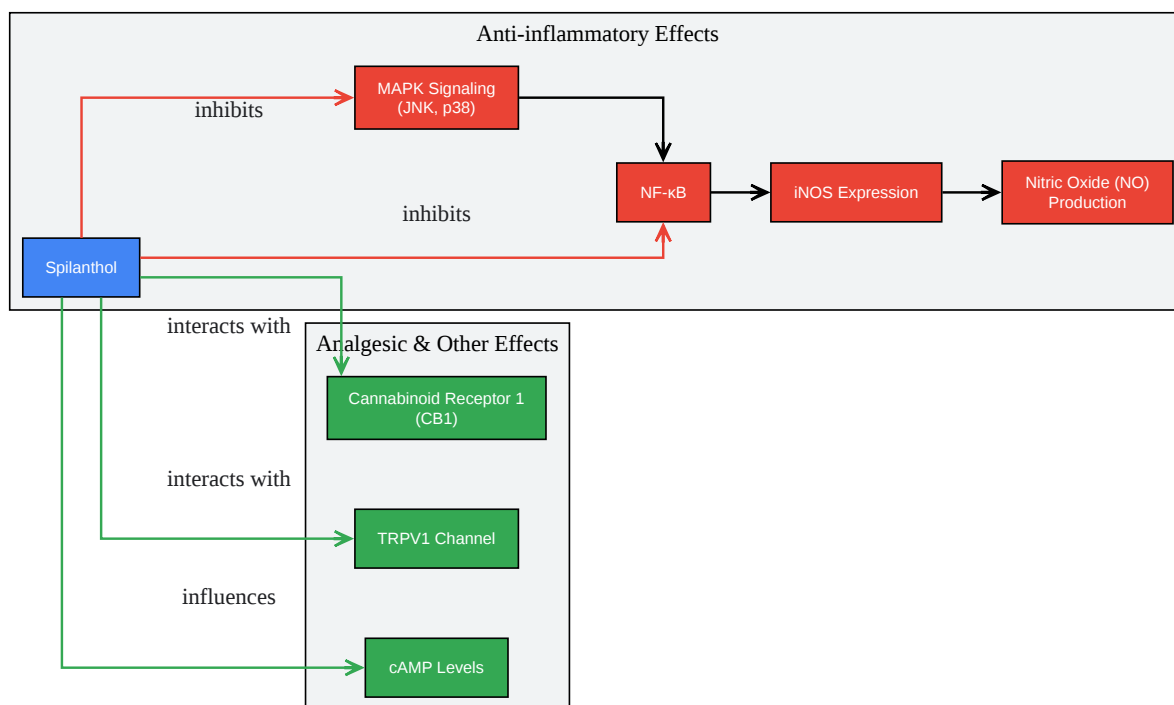 Anti-inflammatory Effects
MAPK Signaling
(JNK, p38)
inhibits
NF-κB
iNOS Expression
Nitric Oxide (NO)
Production
inhibits
Spilanthol
interacts with
Analgesic & Other Effects
Cannabinoid Receptor 1
(CB1)
interacts with
TRPV1 Channel
influences
cAMP Levels